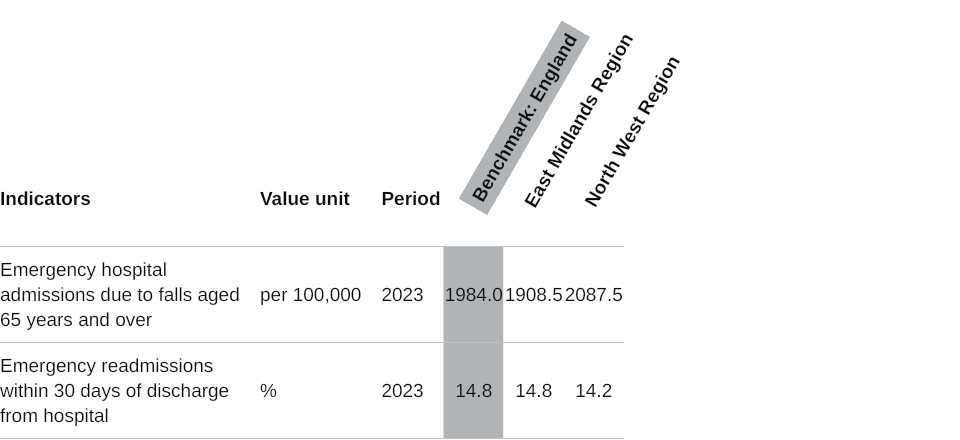 Benchmark: England
East Midlands Region
North West Region
Indicators Value unit Period
Emergency hospital
admissions due to falls aged per 100,000 2023 1984.0 1908.5 2087.5
65 years and over
Emergency readmissions
within 30 days of discharge % 2023 14.8 14.8 14.2
from hospital